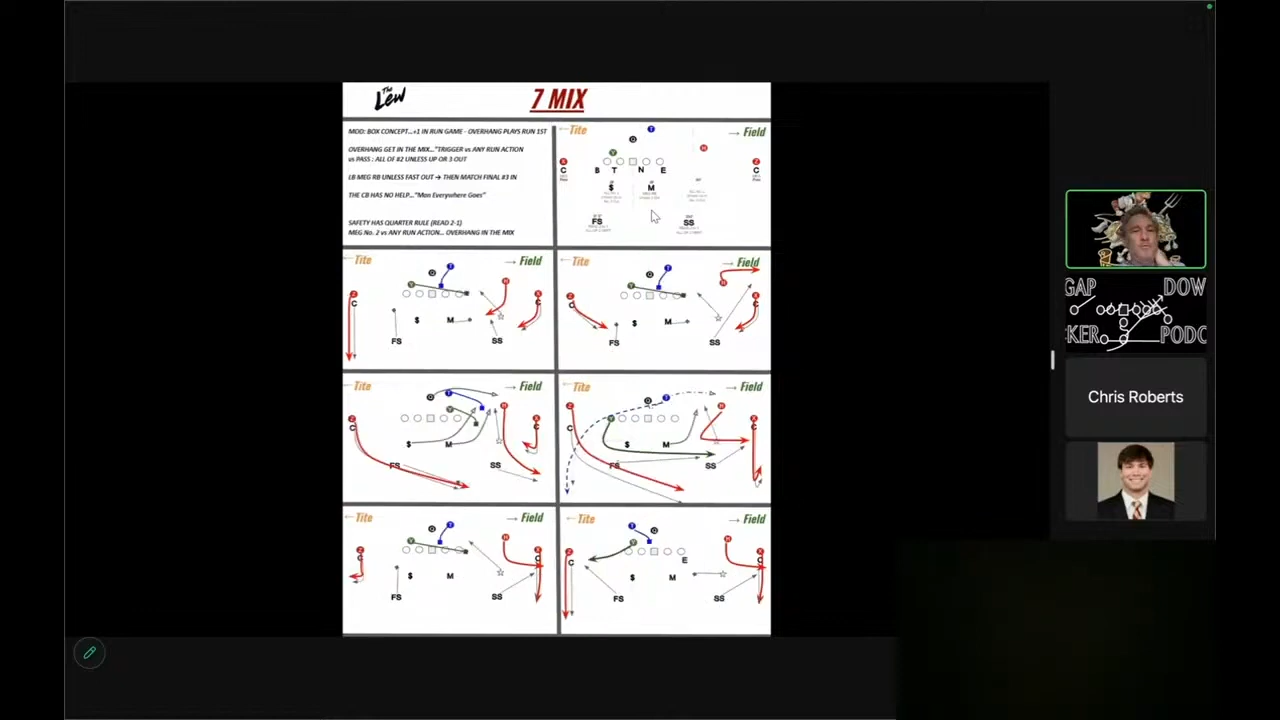 The Lew
7 MIX
MOD: BOX CONCEPT...+1 IN RUN GAME - OVERHANG PLAYS RUN 1ST
OVERHANG GET IN THE MIX..."TRIGGER vs ANY RUN ACTION
vs PASS : ALL OF #2 UNLESS UP OR 3 OUT
LB MEG RB UNLESS FAST OUT → THEN MATCH FINAL #3 IN
THE CB HAS NO HELP..."Man Everywhere Goes"
SAFETY HAS QUARTER RULE (READ 2-1)
MEG No. 2 vs ANY RUN ACTION... OVERHANG IN THE MIX
←Tite → Field
T
Q
H
Y
X Z
C B T N E C
$ M
FS SS
←Tite → Field
T
Q
Y H
Z X
C C
$ M
FS SS
←Tite → Field
T
Q
Y H
Z X
C C
$ M
FS SS
←Tite → Field
Q T
Y H
Z X
C C
$ M
FS SS
←Tite → Field
Q T
Z H
Y X
C C
$ M
FS SS
←Tite → Field
Q T
Y H
Z X
C C
$ M
FS SS
←Tite → Field
T Q
Y H
Z X
C E C
$ M
FS SS
GAP DOW
KER PODC
Chris Roberts